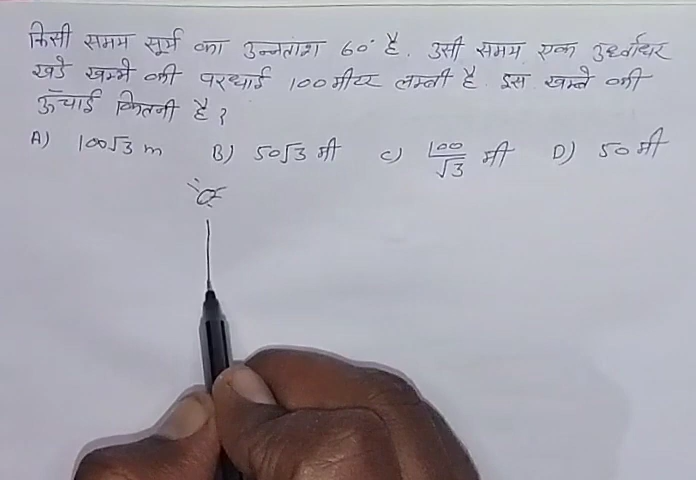 किसी समय सूर्य का उन्नतांश 60° है. उसी समय एक उर्ध्वाधर
खडे खम्भे की परछाई 100 मीटर लम्बी है. इस खम्बे की
ऊँचाई कितनी है?
A) 100√3 m B) 50√3 मी C) 100/√3 मी D) 50 मी